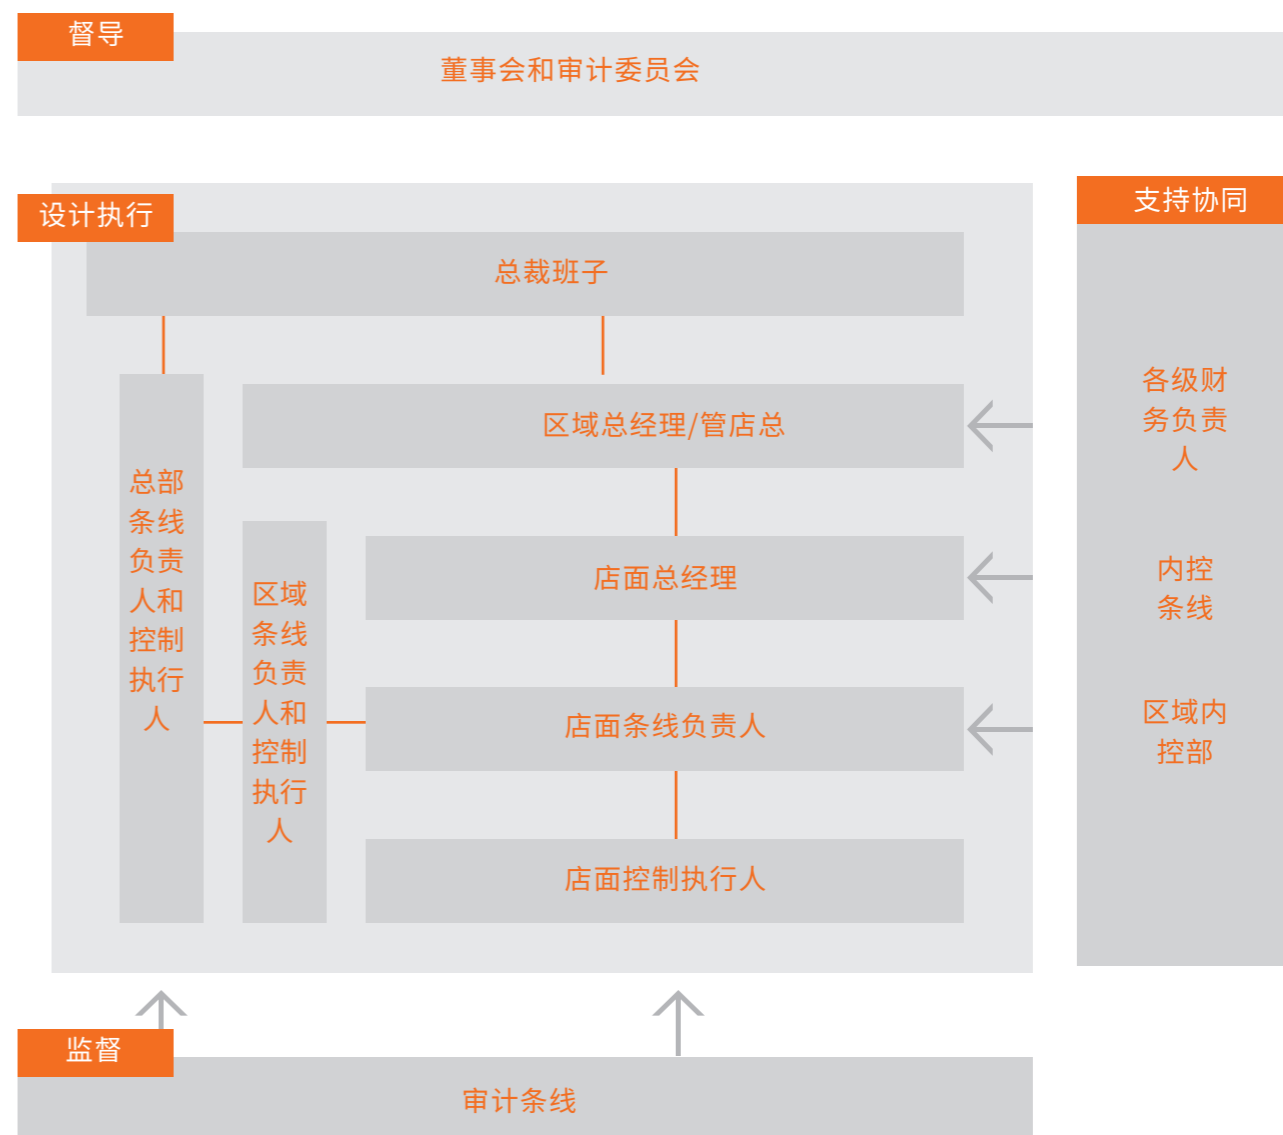 督导
董事会和审计委员会
设计执行
总裁班子
总部
条线
负责
人和
控制
执行
人
区域总经理/管店总
区域
条线
负责
人和
控制
执行
人
店面总经理
店面条线负责人
店面控制执行人
支持协同
各级财
务负责
人
内控
条线
区域内
控部
监督
审计条线